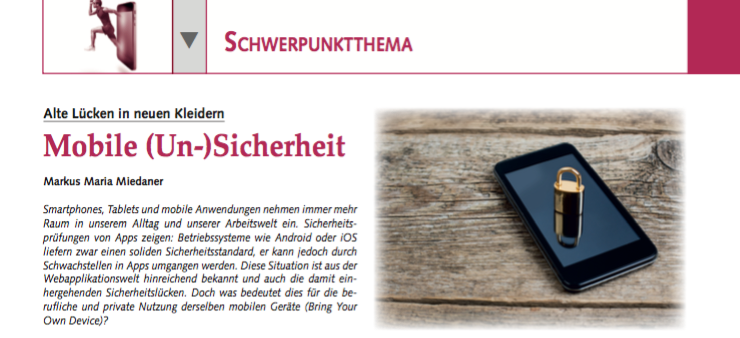 SCHWERPUNKTTHEMA
Alte Lücken in neuen Kleidern
Mobile (Un-)Sicherheit
Markus Maria Miedaner
Smartphones, Tablets und mobile Anwendungen nehmen immer mehr
Raum in unserem Alltag und unserer Arbeitswelt ein. Sicherheits-
prüfungen von Apps zeigen: Betriebssysteme wie Android oder iOS
liefern zwar einen soliden Sicherheitsstandard, er kann jedoch durch
Schwachstellen in Apps umgangen werden. Diese Situation ist aus der
Webapplikationswelt hinreichend bekannt und auch die damit ein-
hergehenden Sicherheitslücken. Doch was bedeutet dies für die be-
rufliche und private Nutzung derselben mobilen Geräte (Bring Your
Own Device)?